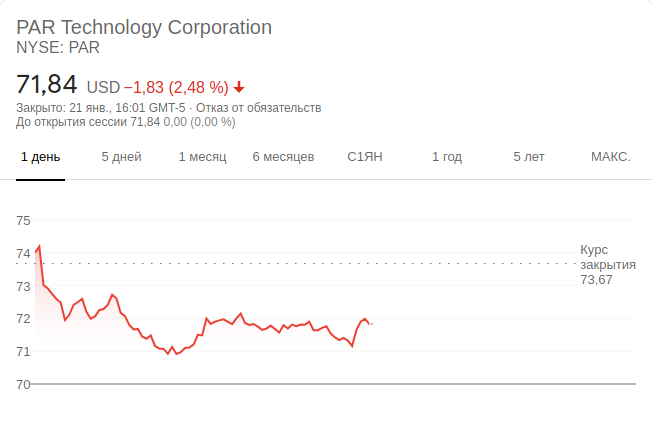 PAR Technology Corporation
NYSE: PAR
71,84 USD −1,83 (2,48 %)
Закрыто: 21 янв., 16:01 GMT-5 · Отказ от обязательств
До открытия сессии 71,84 0,00 (0,00 %)
1 день 5 дней 1 месяц 6 месяцев С1ЯН 1 год 5 лет МАКС.
75
74
73
72
71
70
Курс
закрытия
73,67